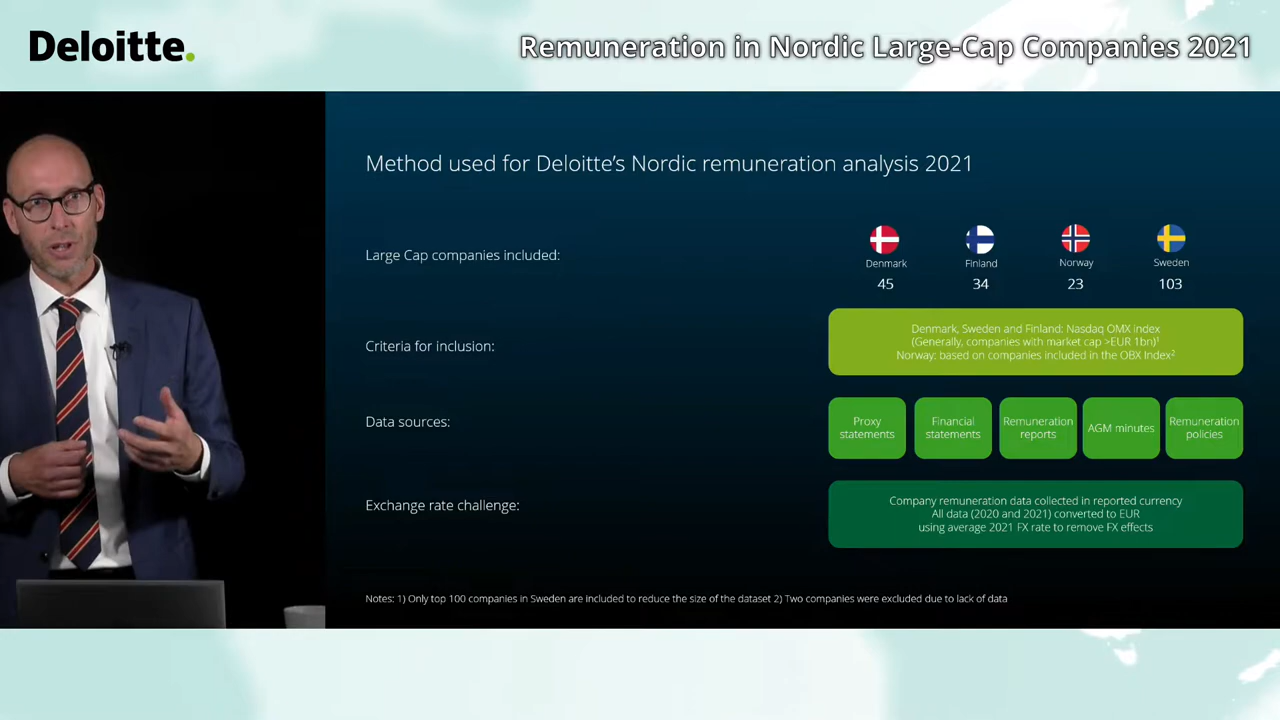 Deloitte.
Remuneration in Nordic Large-Cap Companies 2021
Method used for Deloitte's Nordic remuneration analysis 2021
Large Cap companies included:
Denmark
Finland
Norway
Sweden
45
34
23
103
Criteria for inclusion:
Denmark, Sweden and Finland: Nasdaq OMX Index
(Generally, companies with market cap >EUR 1bn)¹
Norway: based on companies included in the OBX Index²
Data sources:
Proxy
statements
Financial
statements
Remuneration
reports
AGM minutes
Remuneration
policies
Exchange rate challenge:
Company remuneration data collected in reported currency
All data (2020 and 2021) converted to EUR
using average 2021 FX rate to remove FX effects
Notes: 1) Only top 100 companies in Sweden are included to reduce the size of the dataset 2) Two companies were excluded due to lack of data